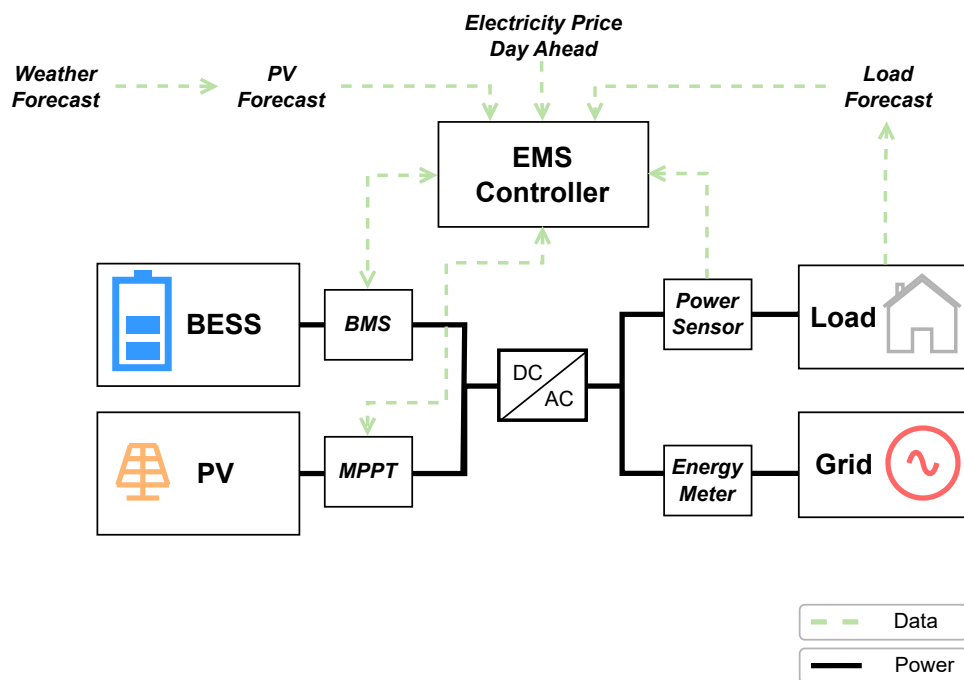 Electricity Price
Day Ahead
Weather
Forecast
PV
Forecast
Load
Forecast
EMS
Controller
BESS
BMS
Power
Sensor
Load
DC
AC
PV
MPPT
Energy
Meter
Grid
Data
Power